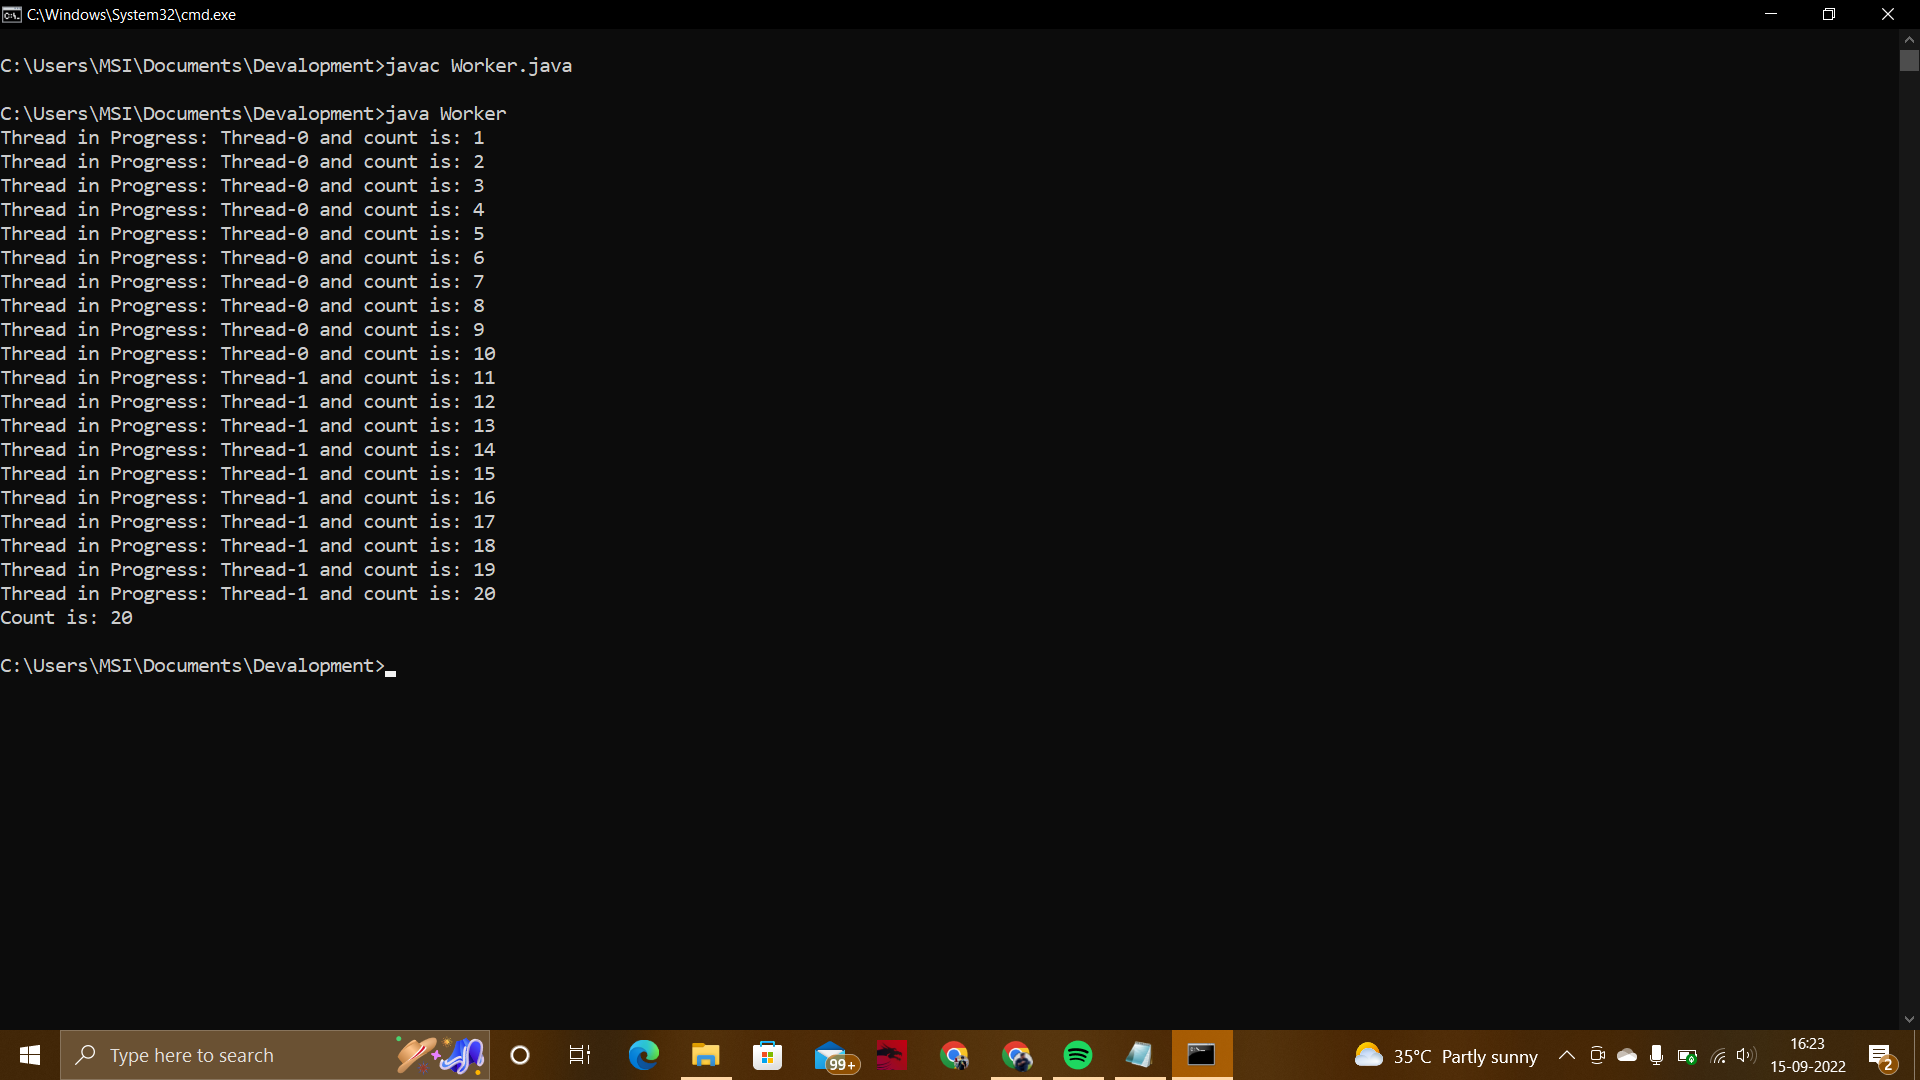 C:\Windows\System32\cmd.exe
C:\Users\MSI\Documents\Devalopment>javac Worker.java
C:\Users\MSI\Documents\Devalopment>java Worker
Thread in Progress: Thread-0 and count is: 1
Thread in Progress: Thread-0 and count is: 2
Thread in Progress: Thread-0 and count is: 3
Thread in Progress: Thread-0 and count is: 4
Thread in Progress: Thread-0 and count is: 5
Thread in Progress: Thread-0 and count is: 6
Thread in Progress: Thread-0 and count is: 7
Thread in Progress: Thread-0 and count is: 8
Thread in Progress: Thread-0 and count is: 9
Thread in Progress: Thread-0 and count is: 10
Thread in Progress: Thread-1 and count is: 11
Thread in Progress: Thread-1 and count is: 12
Thread in Progress: Thread-1 and count is: 13
Thread in Progress: Thread-1 and count is: 14
Thread in Progress: Thread-1 and count is: 15
Thread in Progress: Thread-1 and count is: 16
Thread in Progress: Thread-1 and count is: 17
Thread in Progress: Thread-1 and count is: 18
Thread in Progress: Thread-1 and count is: 19
Thread in Progress: Thread-1 and count is: 20
Count is: 20
C:\Users\MSI\Documents\Devalopment>
Type here to search
99+
35°C Partly sunny
16:23
15-09-2022
2